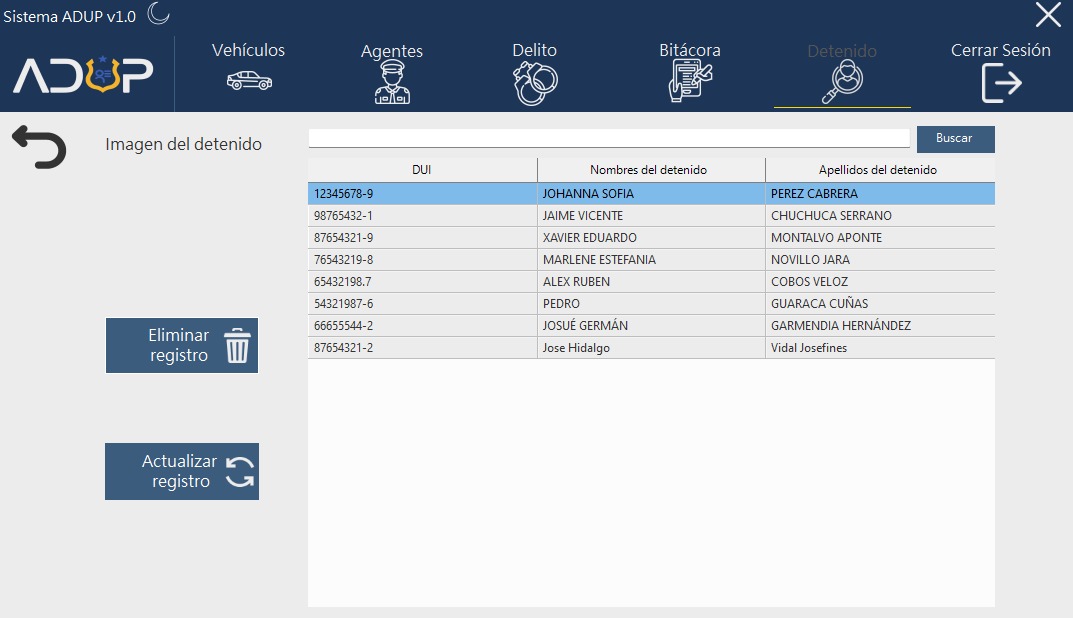 Sistema ADUP v1.0
ADUP
Vehículos
Agentes
Delito
Bitácora
Detenido
Cerrar Sesión
Imagen del detenido
Buscar
DUI Nombres del detenido Apellidos del detenido
12345678-9 JOHANNA SOFIA PEREZ CABRERA
98765432-1 JAIME VICENTE CHUCHUCA SERRANO
87654321-9 XAVIER EDUARDO MONTALVO APONTE
76543219-8 MARLENE ESTEFANIA NOVILLO JARA
65432198.7 ALEX RUBEN COBOS VELOZ
54321987-6 PEDRO GUARACA CUÑAS
66655544-2 JOSUÉ GERMÁN GARMENDIA HERNÁNDEZ
87654321-2 Jose Hidalgo Vidal Josefines
Eliminar
registro
Actualizar
registro